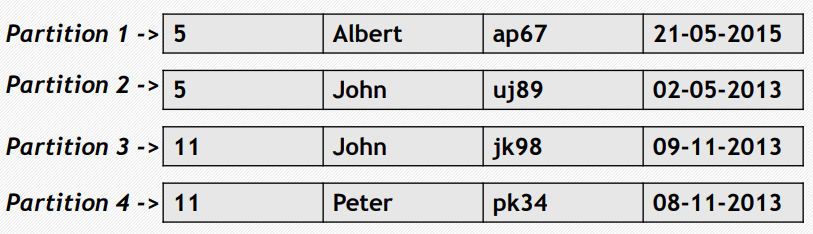 Partition 1 -> 5 Albert ap67 21-05-2015
Partition 2 -> 5 John uj89 02-05-2013
Partition 3 -> 11 John jk98 09-11-2013
Partition 4 -> 11 Peter pk34 08-11-2013